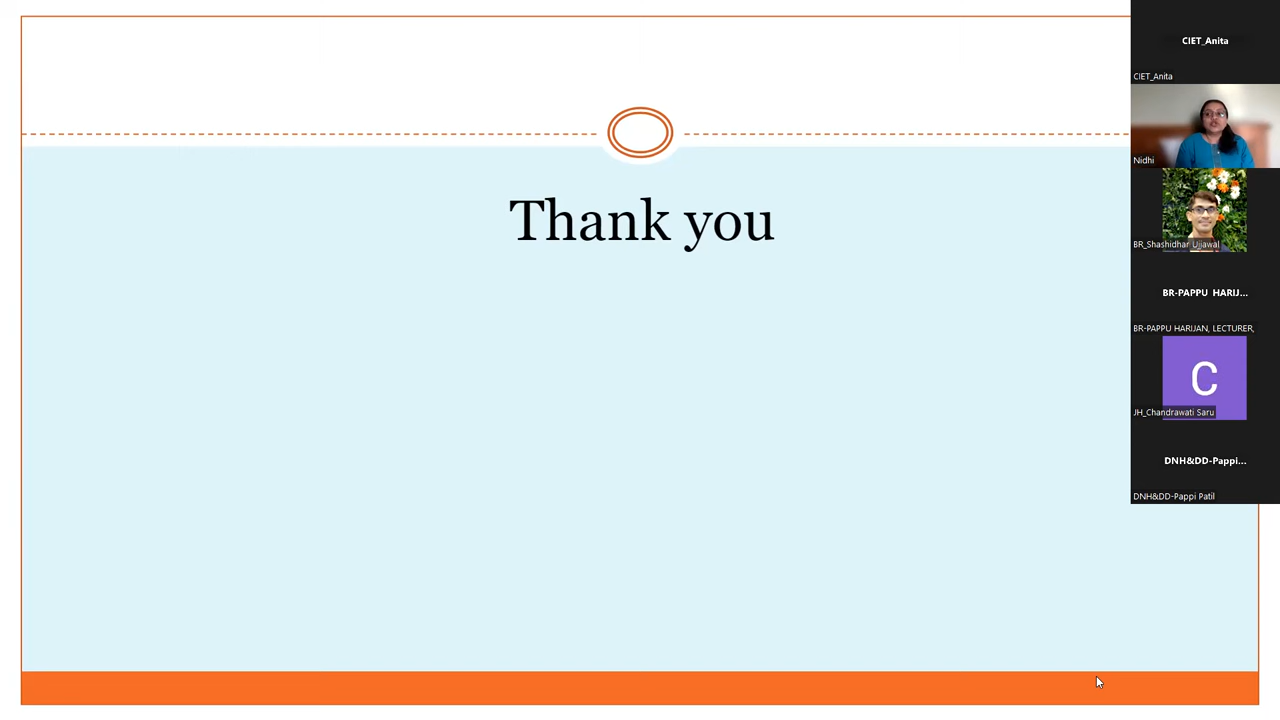 Thank you
CIET_Anita
CIET_Anita
Nidhi
BR_Shashidhar Ujjawal
BR-PAPPU HARIJ...
BR-PAPPU HARIJAN, LECTURER,
C
JH_Chandrawati Saru
DNH&DD-Pappi...
DNH&DD-Pappi Patil